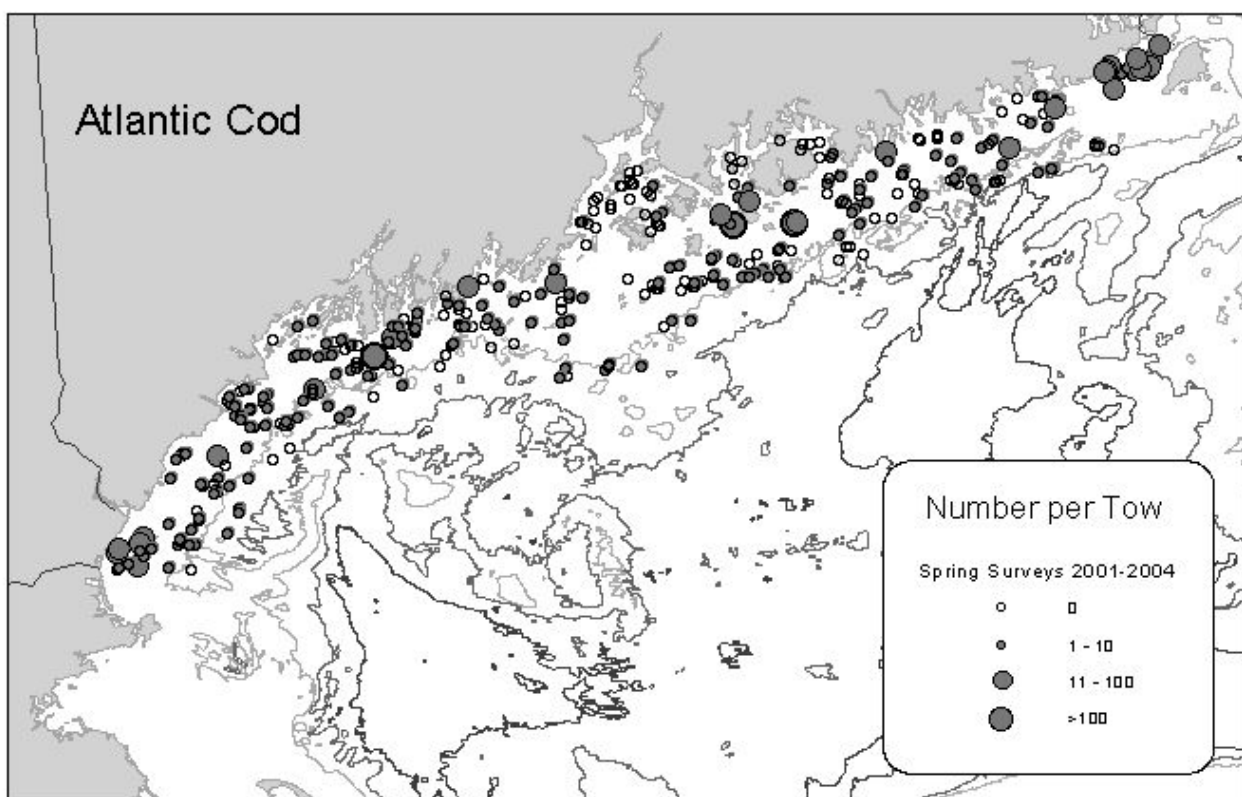 Atlantic Cod
Number per Tow
Spring Surveys 2001-2004
0
1 - 10
11 - 100
>100